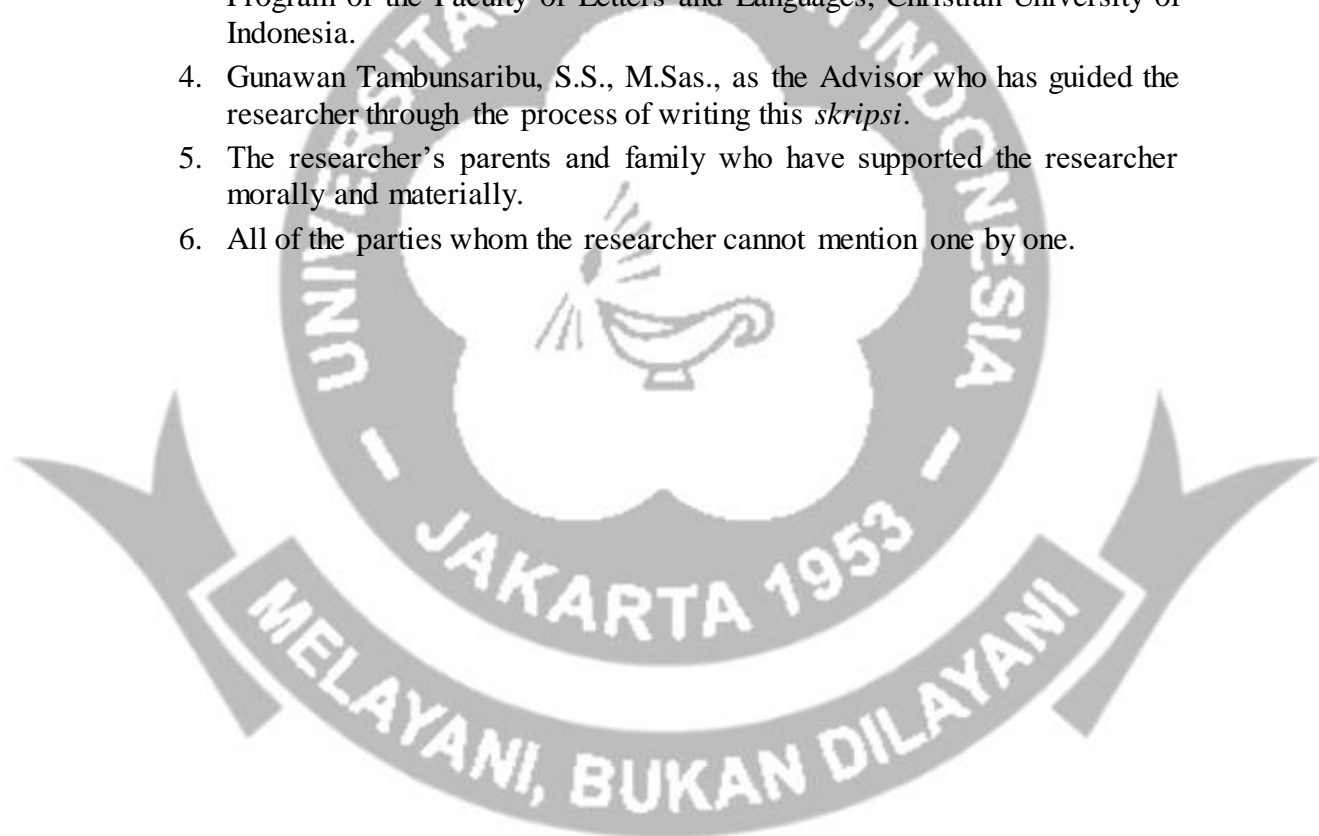 Program of the Faculty of Letters and Languages, Christian University of
Indonesia.
4. Gunawan Tambunsaribu, S.S., M.Sas., as the Advisor who has guided the
researcher through the process of writing this skripsi.
5. The researcher’s parents and family who have supported the researcher
morally and materially.
6. All of the parties whom the researcher cannot mention one by one.
INDONESIA
JAKARTA 1953
MELAYANI, BUKAN DILAYANI